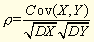 ρ = Cov(X,Y) / √DX √DY